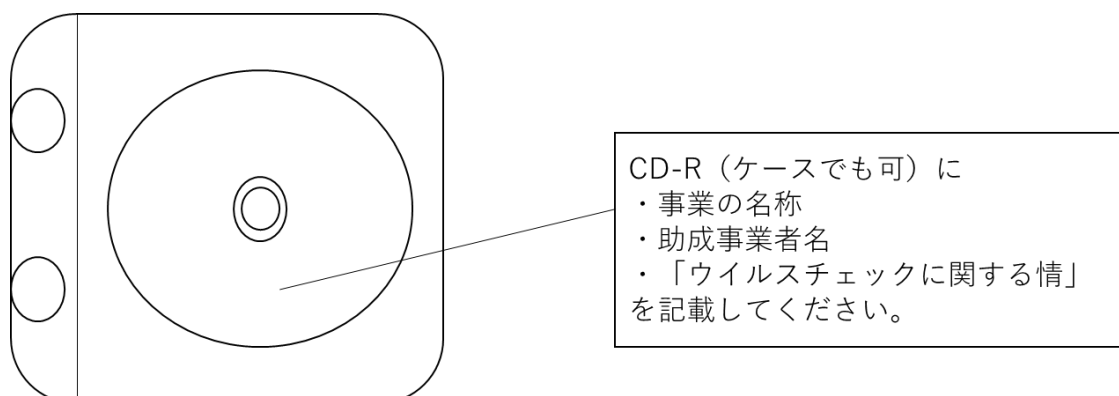 CD-R（ケースでも可）に
・事業の名称
・助成事業者名
・「ウイルスチェックに関する情」
を記載してください。